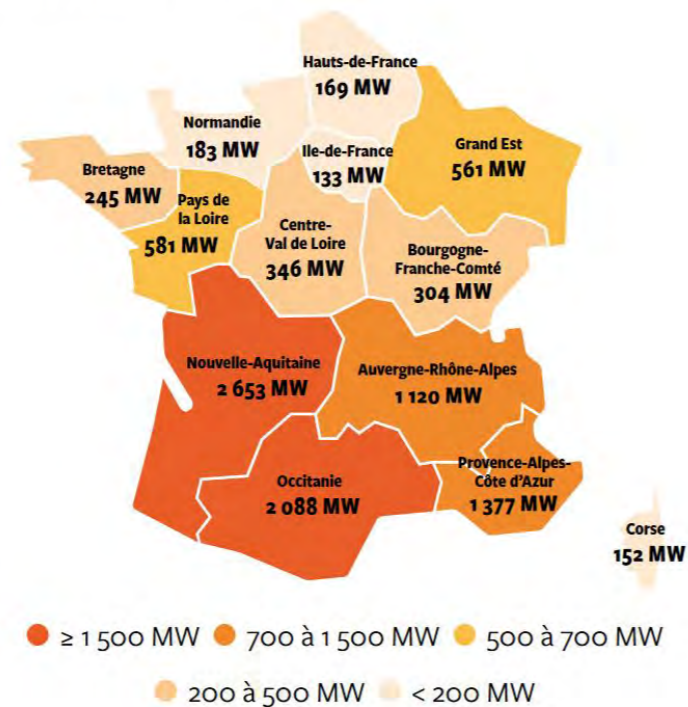 Hauts-de-France
169 MW
Normandie
183 MW
Ile-de-France
133 MW
Grand Est
561 MW
Bretagne
245 MW
Pays de
la Loire
581 MW
Centre-
Val de Loire
346 MW
Bourgogne-
Franche-Comté
304 MW
Nouvelle-Aquitaine
2 653 MW
Auvergne-Rhône-Alpes
1 120 MW
Occitanie
2 088 MW
Provence-Alpes-
Côte d'Azur
1 377 MW
Corse
152 MW
≥ 1 500 MW 700 à 1 500 MW 500 à 700 MW
200 à 500 MW < 200 MW